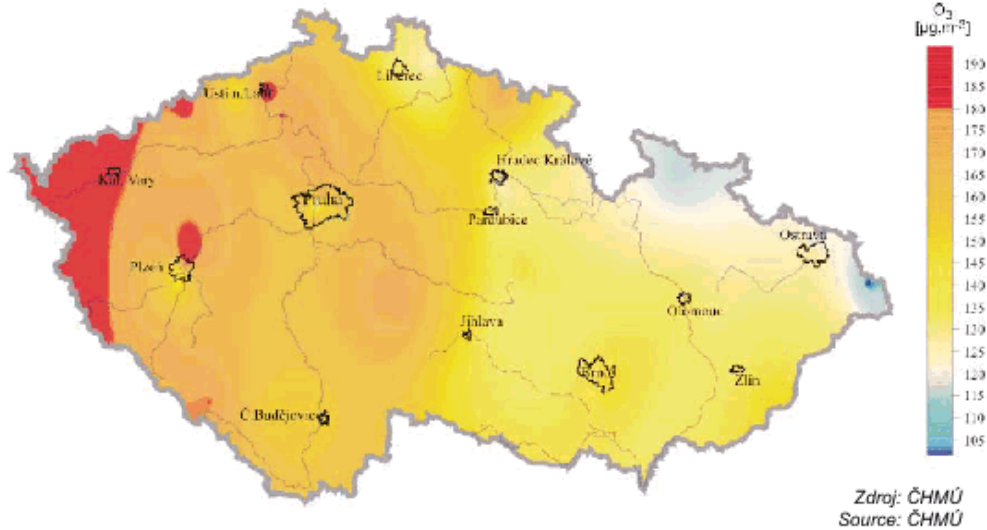 O3
[µg.m-3]
190
185
180
175
170
165
160
155
150
145
140
135
130
125
120
115
110
105
Liberec
Ústí n.Labem
Hradec Králové
Kar. Vary
Praha
Pardubice
Ostrava
Plzeň
Olomouc
Jihlava
Brno
Zlín
Č.Budějovice
Zdroj: ČHMÚ
Source: ČHMÚ